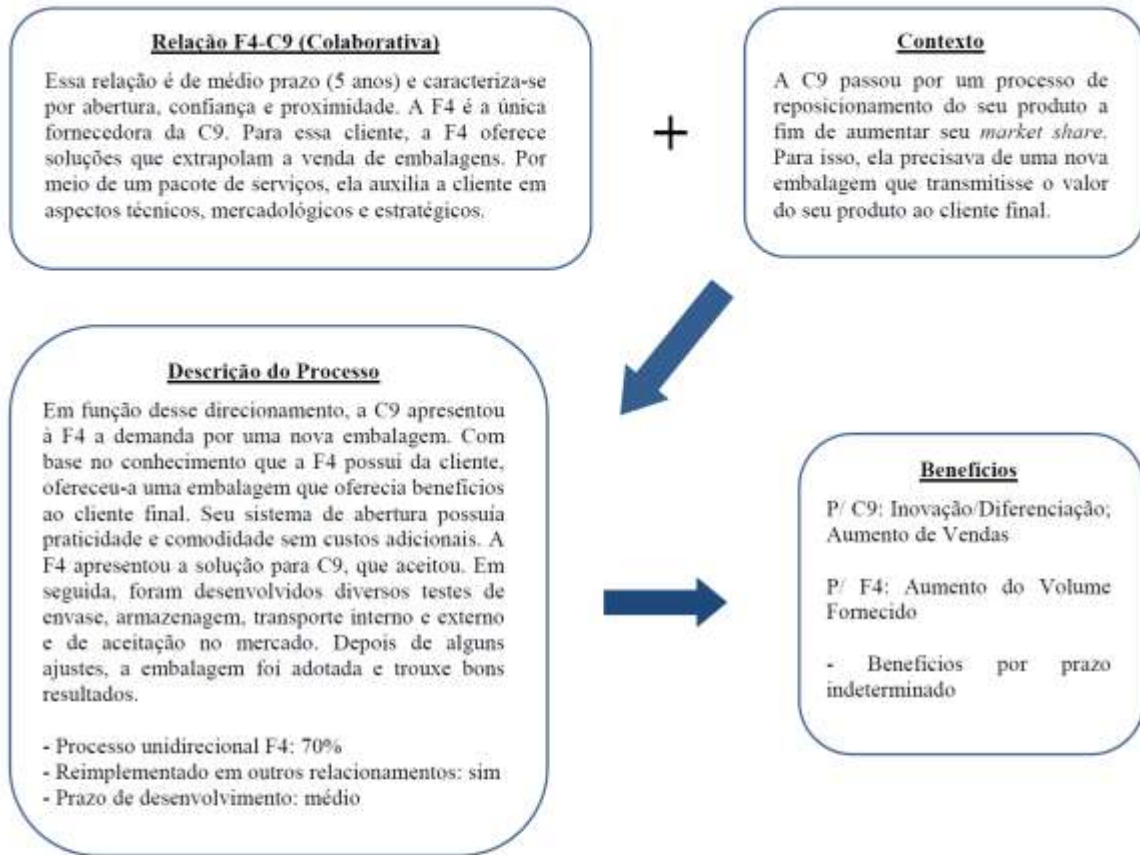 Relação F4-C9 (Colaborativa)
Essa relação é de médio prazo (5 anos) e caracteriza-se
por abertura, confiança e proximidade. A F4 é a única
fornecedora da C9. Para essa cliente, a F4 oferece
soluções que extrapolam a venda de embalagens. Por
meio de um pacote de serviços, ela auxilia a cliente em
aspectos técnicos, mercadológicos e estratégicos.
+
Contexto
A C9 passou por um processo de
reposicionamento do seu produto a
fim de aumentar seu market share.
Para isso, ela precisava de uma nova
embalagem que transmitisse o valor
do seu produto ao cliente final.
Descrição do Processo
Em função desse direcionamento, a C9 apresentou
à F4 a demanda por uma nova embalagem. Com
base no conhecimento que a F4 possui da cliente,
ofereceu-a uma embalagem que oferecia benefícios
ao cliente final. Seu sistema de abertura possuía
praticidade e comodidade sem custos adicionais. A
F4 apresentou a solução para C9, que aceitou. Em
seguida, foram desenvolvidos diversos testes de
envase, armazenagem, transporte interno e externo
e de aceitação no mercado. Depois de alguns
ajustes, a embalagem foi adotada e trouxe bons
resultados.
- Processo unidirecional F4: 70%
- Reimplementado em outros relacionamentos: sim
- Prazo de desenvolvimento: médio
Benefícios
P/ C9: Inovação/Diferenciação;
Aumento de Vendas
P/ F4: Aumento do Volume
Fornecido
- Benefícios por prazo
indeterminado